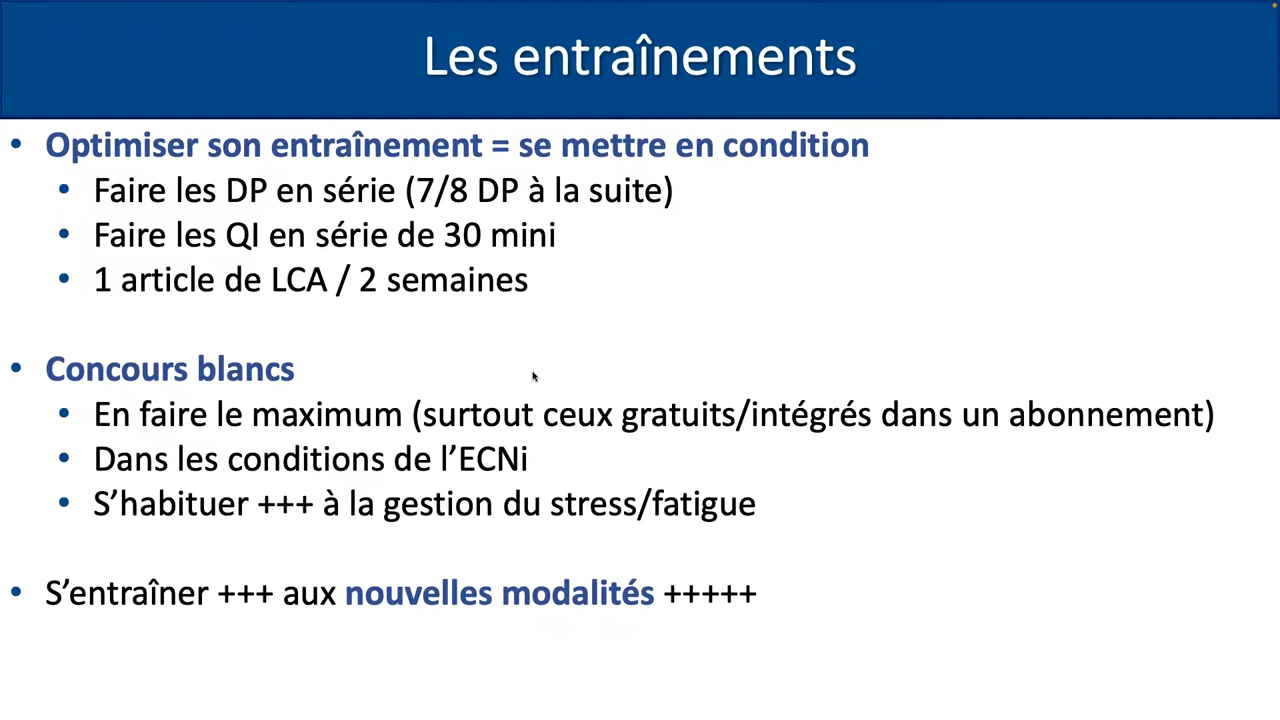 Les entraînements
• Optimiser son entraînement = se mettre en condition
• Faire les DP en série (7/8 DP à la suite)
• Faire les QI en série de 30 mini
• 1 article de LCA / 2 semaines
• Concours blancs
• En faire le maximum (surtout ceux gratuits/intégrés dans un abonnement)
• Dans les conditions de l’ECNi
• S’habituer +++ à la gestion du stress/fatigue
• S’entraîner +++ aux nouvelles modalités +++++